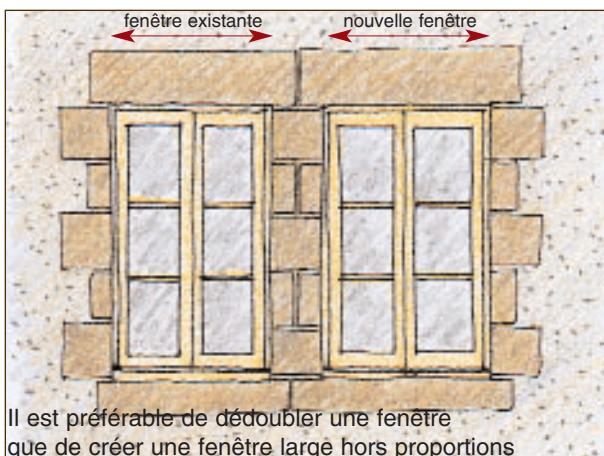 fenêtre existante
nouvelle fenêtre
Il est préférable de dédoubler une fenêtre
que de créer une fenêtre large hors proportions